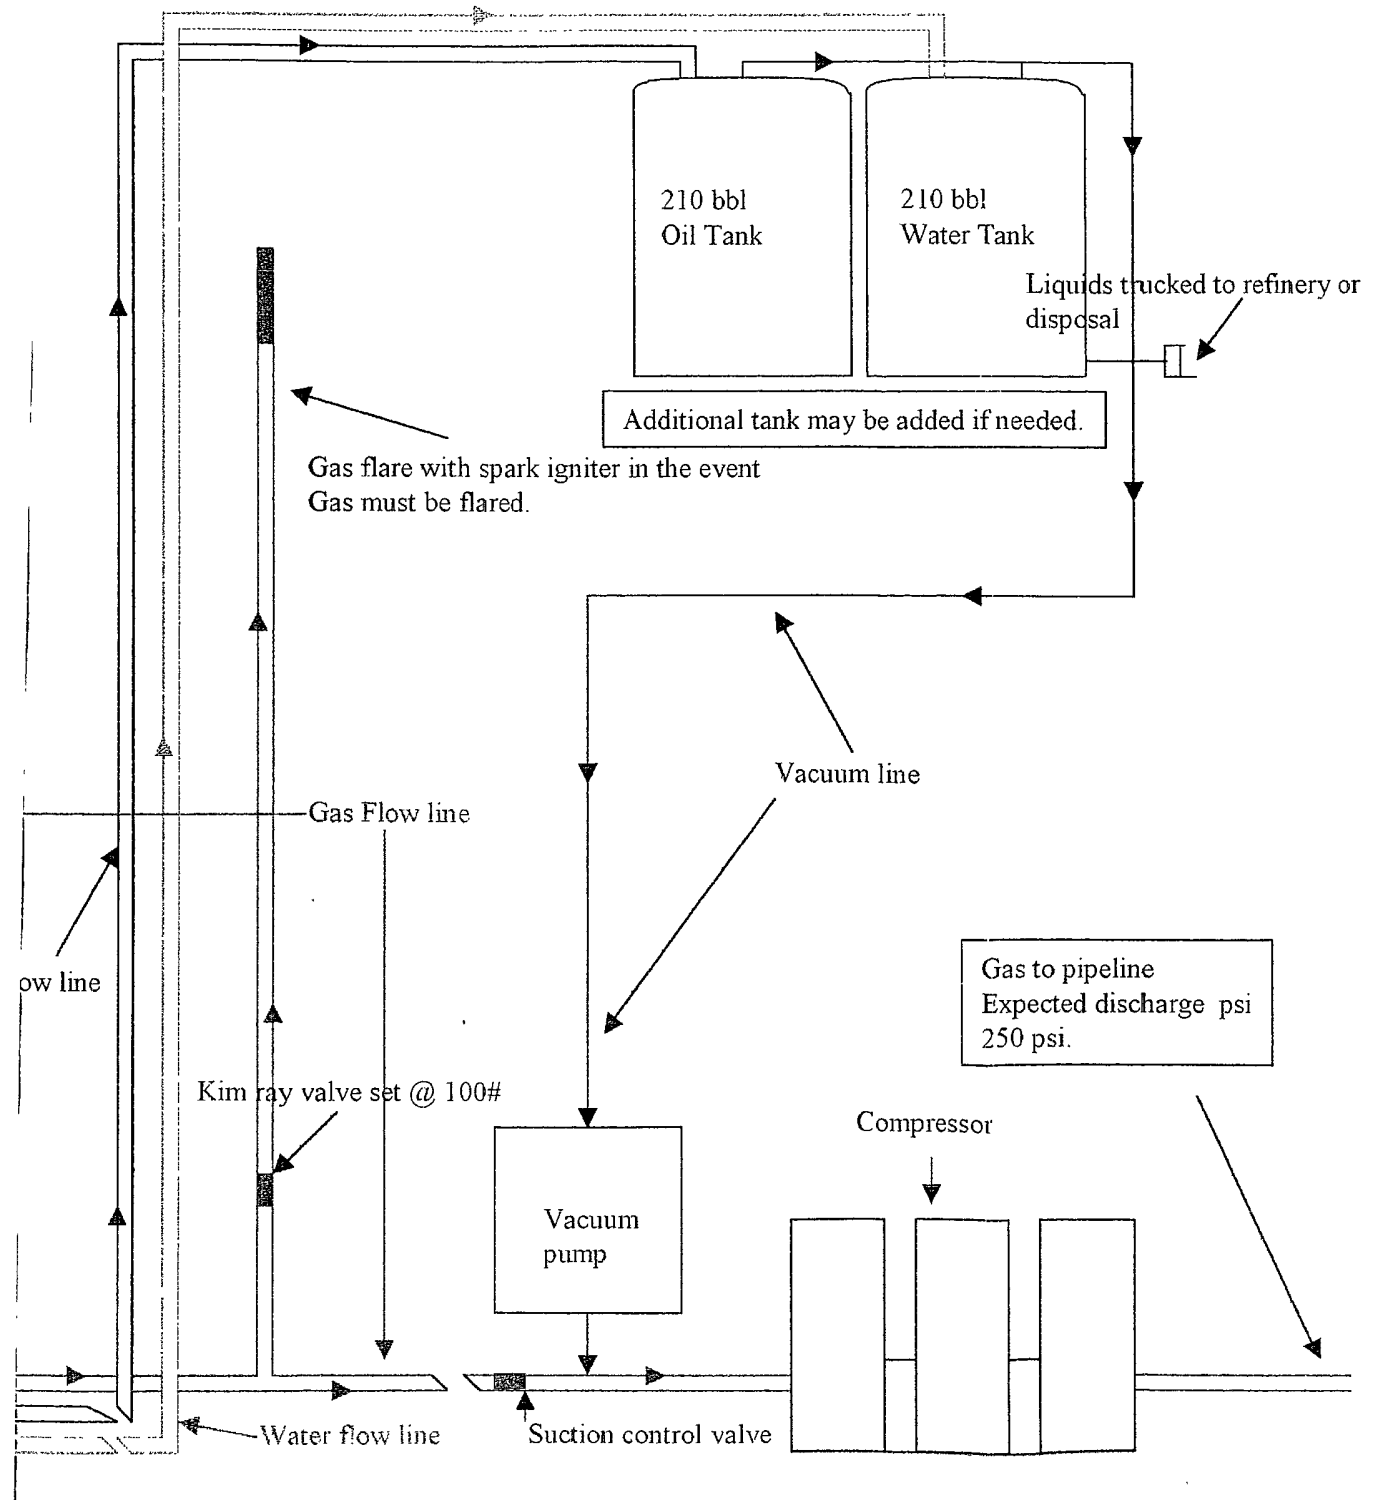 210 bbl
Oil Tank
210 bbl
Water Tank
Liquids trucked to refinery or
disposal
Additional tank may be added if needed.
Gas flare with spark igniter in the event
Gas must be flared.
Vacuum line
Gas Flow line
ow line
Gas to pipeline
Expected discharge psi
250 psi.
Kim ray valve set @ 100#
Compressor
Vacuum
pump
Water flow line
Suction control valve